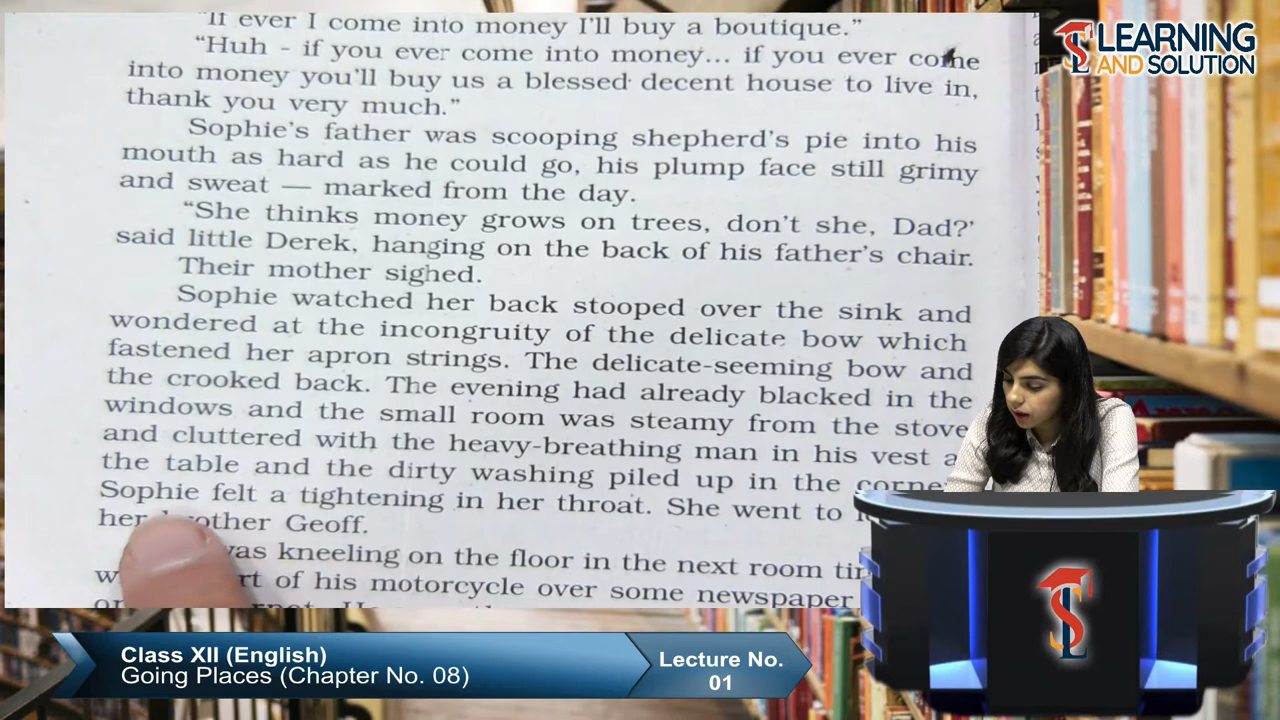 "If ever I come into money I'll buy a boutique."
"Huh - if you ever come into money... if you ever come
into money you'll buy us a blessed decent house to live in,
thank you very much."
Sophie's father was scooping shepherd's pie into his
mouth as hard as he could go, his plump face still grimy
and sweat — marked from the day.
"She thinks money grows on trees, don't she, Dad?'
said little Derek, hanging on the back of his father's chair.
Their mother sighed.
Sophie watched her back stooped over the sink and
wondered at the incongruity of the delicate bow which
fastened her apron strings. The delicate-seeming bow and
the crooked back. The evening had already blacked in the
windows and the small room was steamy from the stove
and cluttered with the heavy-breathing man in his vest
the table and the dirty washing piled up in the
Sophie felt a tightening in her throat. She went to
her Geoff.
was kneeling on the floor in the next room
of his motorcycle over some newspaper
LEARNING
AND SOLUTION
Class XII (English)
Going Places (Chapter No. 08)
Lecture No.
01